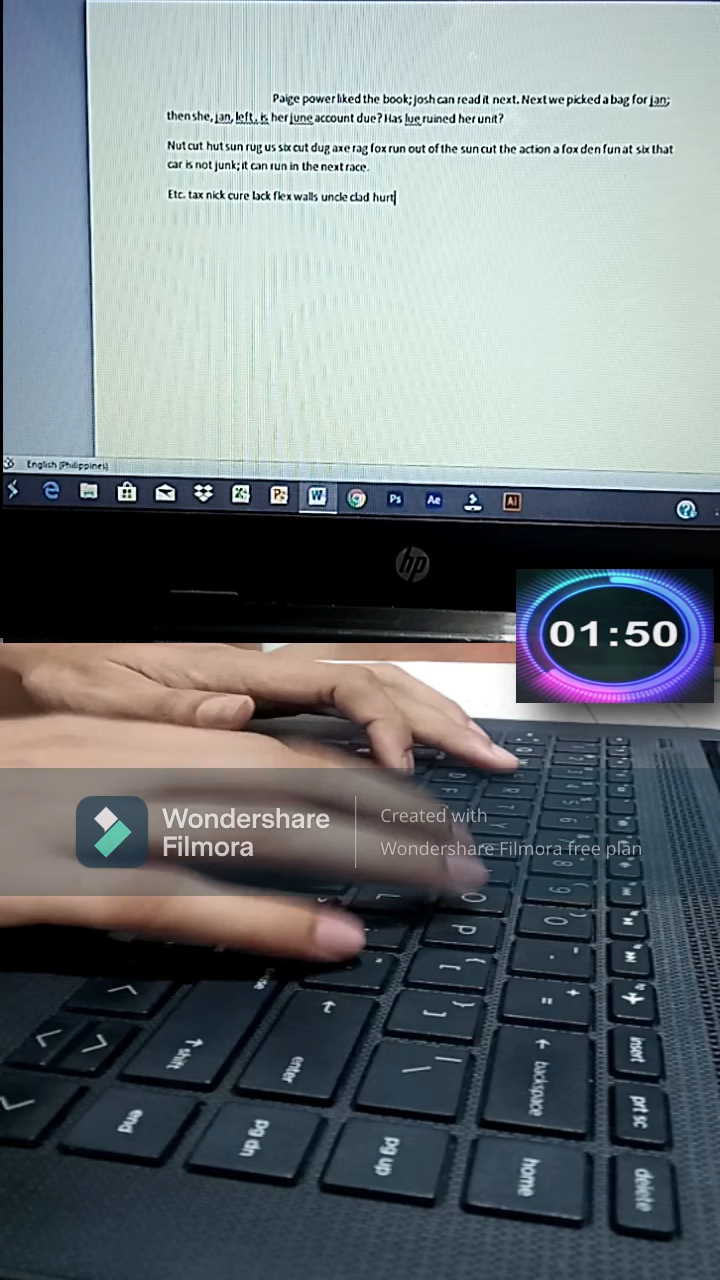 Paige power liked the book; josh can read it next. Next we picked a bag for jan;
then she, jan, left, is her june account due? Has lue ruined her unit?
Nut cut hut sun rug us six cut dug axe rag fox run out of the sun cut the action a fox den fun at six that
car is not junk; it can run in the next race.
Etc. tax nick cure lack flex walls uncle clad hurt
English (Philippines)
Ps
Ae
Ai
hp
01:50
Wondershare
Filmora
Created with
Wondershare Filmora free plan
O
P
[ {
] }
\ |
= +
enter
shift
backspace
insert
prt sc
delete
home
pg up
pg dn
end